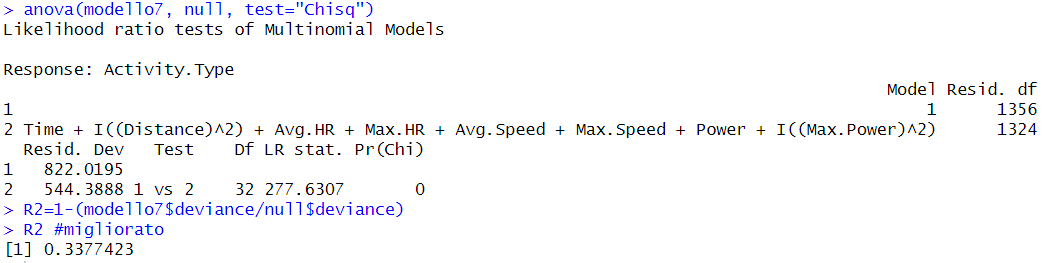 > anova(modello7, null, test="Chisq")
Likelihood ratio tests of Multinomial Models

Response: Activity.Type
                                                                                      Model Resid. df
1                                                                                         1      1356
2 Time + I((Distance)^2) + Avg.HR + Max.HR + Avg.Speed + Max.Speed + Power + I((Max.Power)^2)      1324
  Resid. Dev   Test    Df LR stat. Pr(Chi)
1   822.0195
2   544.3888 1 vs 2    32 277.6307       0
> R2=1-(modello7$deviance/null$deviance)
> R2 #migliorato
[1] 0.3377423